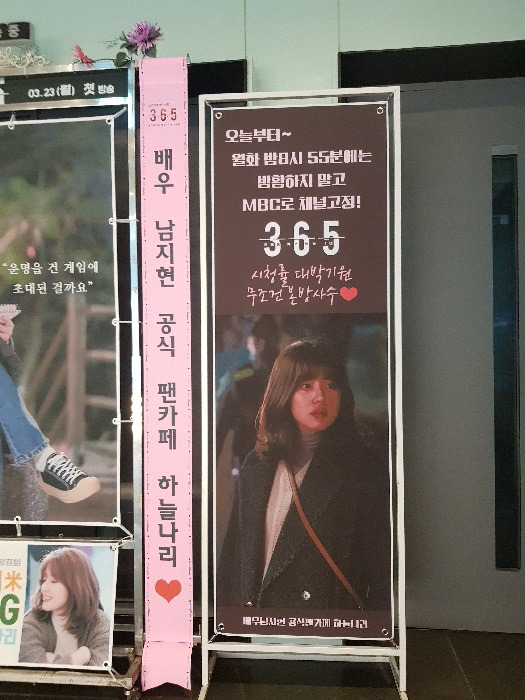 03.23(월) 첫 방송
"운명을 건 게임에
초대된 걸까요"
米
G
365
배우 남지현 공식 팬카페 하늘나리
오늘부터~
월화 밤8시 55분에는
방황하지 말고
MBC로 채널고정!
365
시청률 대박기원
무조건 본방사수
배우남지현 공식팬카페 하늘나리